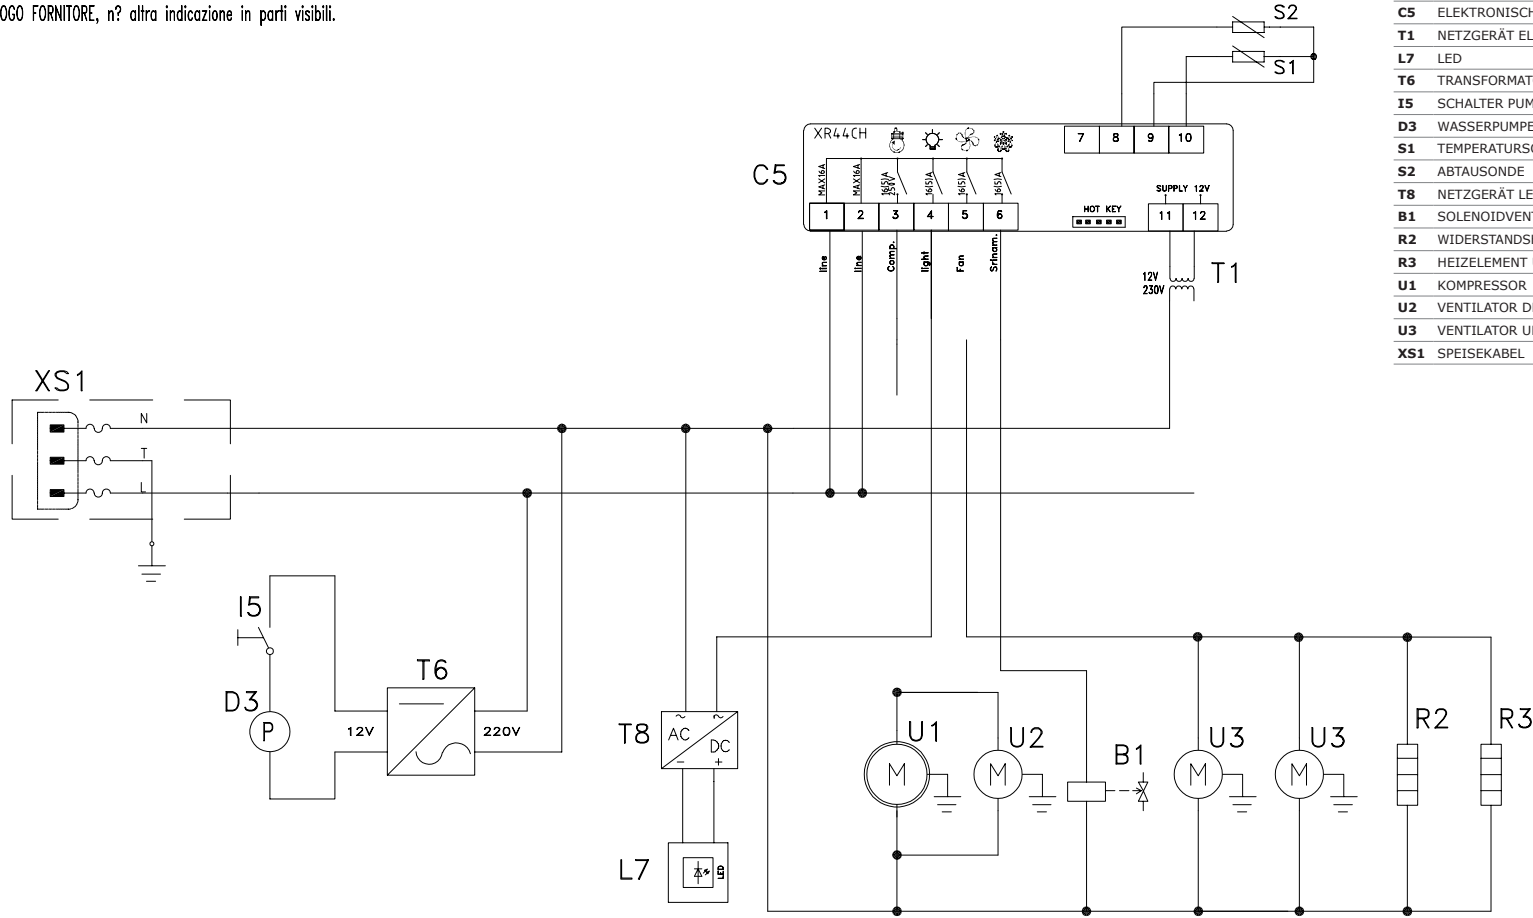 OGO FORNITORE, n? altra indicazione in parti visibili.
S2
S1
C5 ELEKTRONISCH
T1 NETZGERÄT EL
L7 LED
T6 TRANSFORMAT
I5 SCHALTER PUM
D3 WASSERPUMPE
S1 TEMPERATURS
S2 ABTAUSONDE
T8 NETZGERÄT LE
B1 SOLENOIDVENT
R2 WIDERSTANDS
R3 HEIZELEMENT
U1 KOMPRESSOR
U2 VENTILATOR D
U3 VENTILATOR U
XS1 SPEISEKABEL
C5
XR44CH
7 8 9 10
MAX16A
MAX16A
16(5)A
250V
16(5)A
16(5)A
16(5)A
SUPPLY 12V
HOT KEY
1 2 3 4 5 6
11 12
line
line
Comp.
light
Fan
Srinam.
12V
230V
T1
XS1
N
T
L
I5
D3
P
12V
T6
220V
T8
AC
DC
~ ~
− +
L7
LED
U1
M
U2
M
B1
U3
M
U3
M
R2
R3